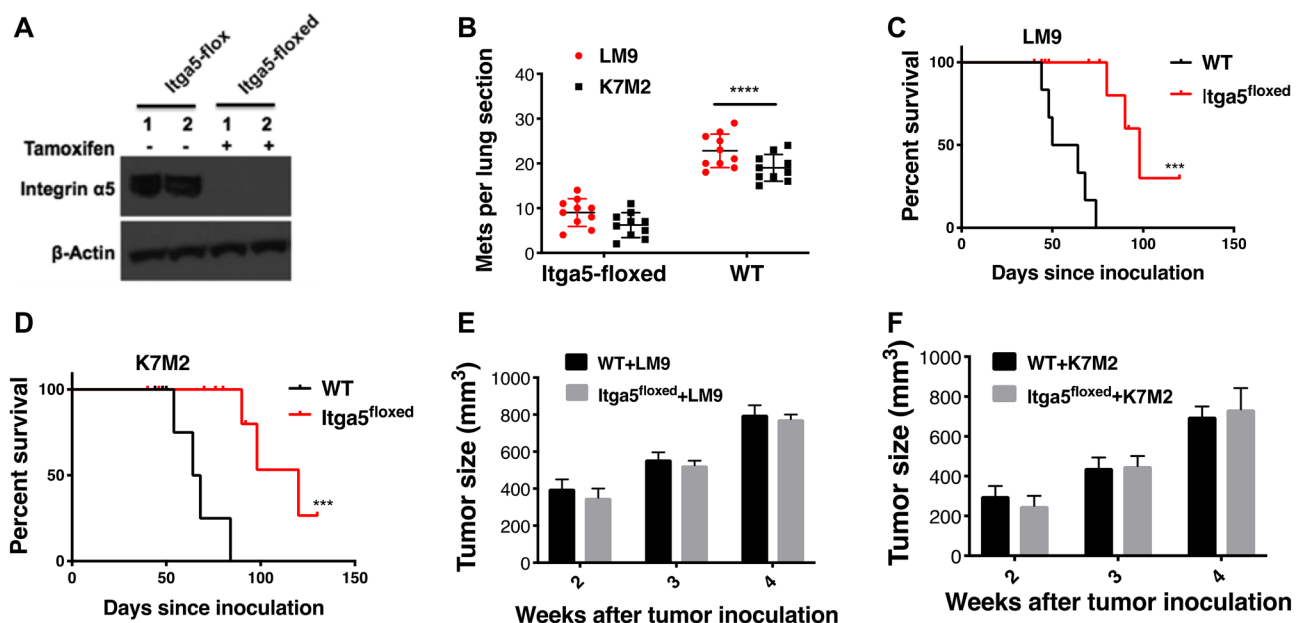 A
Itga5-flox
Itga5-floxed
1 2 1 2
Tamoxifen - - + +
Integrin α5
β-Actin
B
LM9
K7M2
Mets per lung section
40
30
20
10
0
****
Itga5-floxed WT
C
LM9
WT
Itga5floxed
Percent survival
100
50
0
***
0 50 100 150
Days since inoculation
D
K7M2
WT
Itga5floxed
Percent survival
100
50
0
***
0 50 100 150
Days since inoculation
E
WT+LM9
Itga5floxed+LM9
Tumor size (mm3)
1000
800
600
400
200
0
2 3 4
Weeks after tumor inoculation
F
WT+K7M2
Itga5floxed+K7M2
Tumor size (mm3)
1000
800
600
400
200
0
2 3 4
Weeks after tumor inoculation